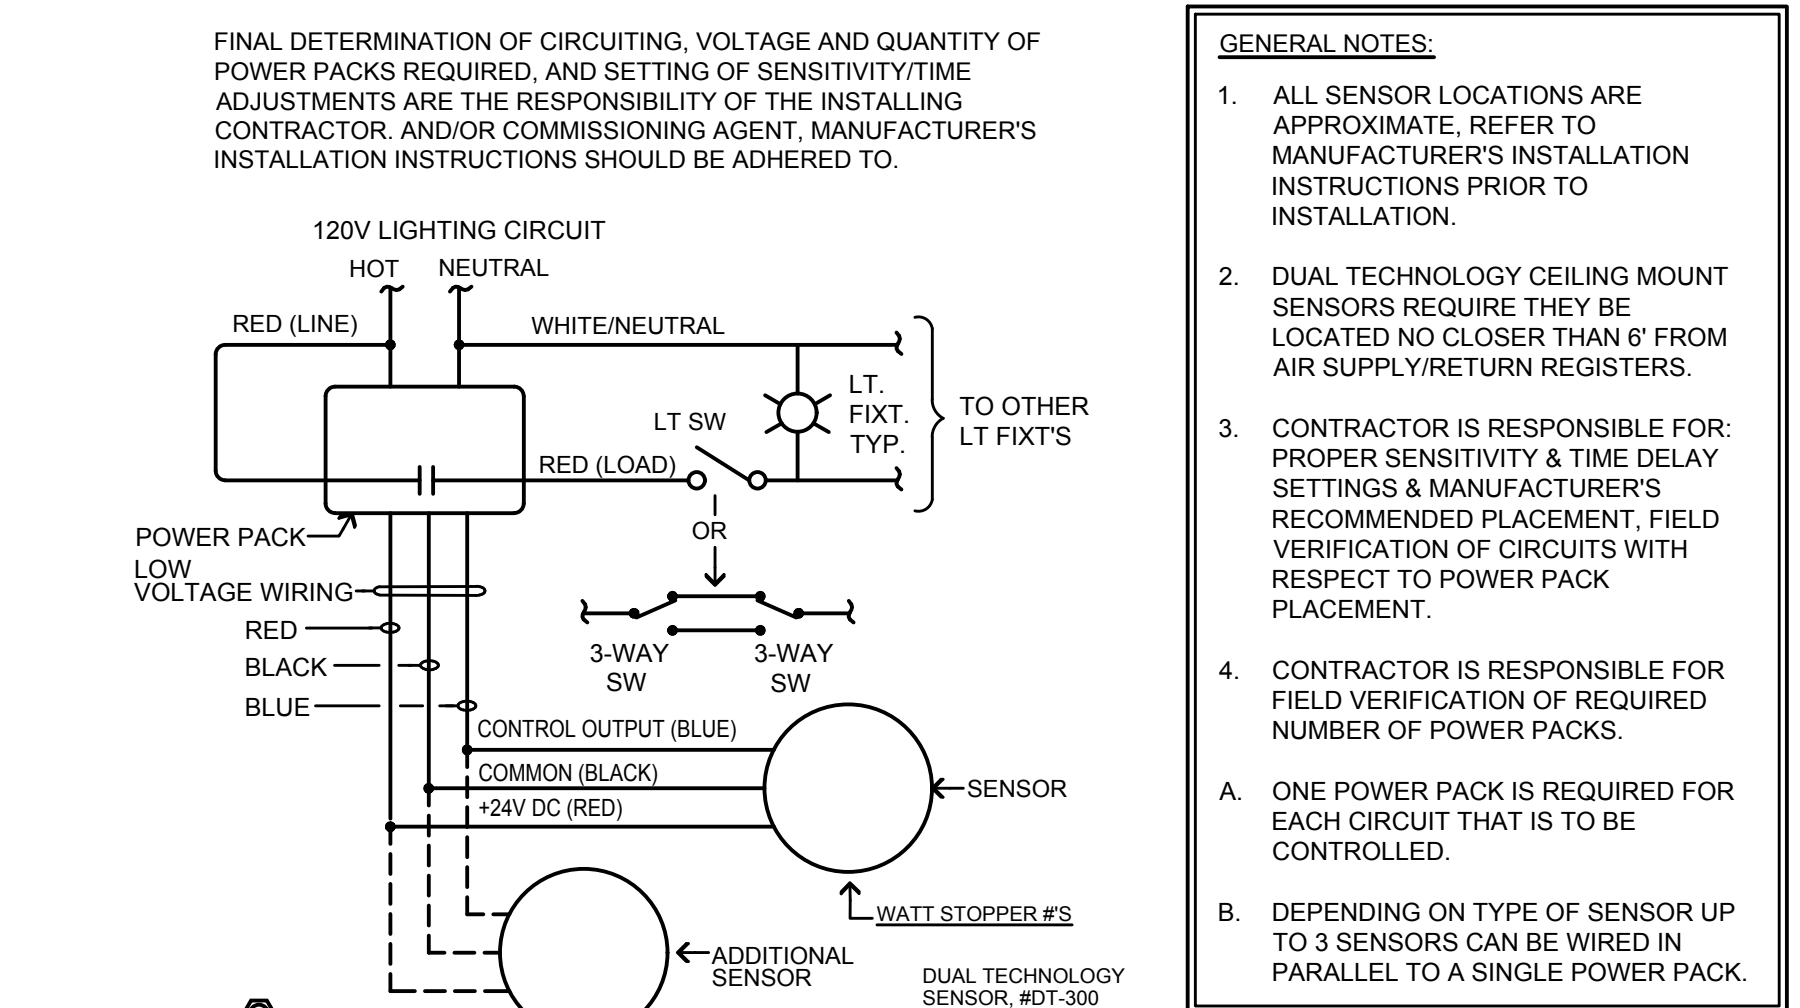 FINAL DETERMINATION OF CIRCUITING, VOLTAGE AND QUANTITY OF
POWER PACKS REQUIRED, AND SETTING OF SENSITIVITY/TIME
ADJUSTMENTS ARE THE RESPONSIBILITY OF THE INSTALLING
CONTRACTOR. AND/OR COMMISSIONING AGENT, MANUFACTURER'S
INSTALLATION INSTRUCTIONS SHOULD BE ADHERED TO.
120V LIGHTING CIRCUIT
HOT
NEUTRAL
RED (LINE)
WHITE/NEUTRAL
LT.
FIXT.
TYP.
TO OTHER
LT FIXT'S
LT SW
RED (LOAD)
OR
POWER PACK
LOW
VOLTAGE WIRING
RED
BLACK
BLUE
3-WAY
SW
3-WAY
SW
CONTROL OUTPUT (BLUE)
COMMON (BLACK)
+24V DC (RED)
SENSOR
WATT STOPPER #'S
ADDITIONAL
SENSOR
DUAL TECHNOLOGY
SENSOR, #DT-300
GENERAL NOTES:
1. ALL SENSOR LOCATIONS ARE
APPROXIMATE, REFER TO
MANUFACTURER'S INSTALLATION
INSTRUCTIONS PRIOR TO
INSTALLATION.
2. DUAL TECHNOLOGY CEILING MOUNT
SENSORS REQUIRE THEY BE
LOCATED NO CLOSER THAN 6' FROM
AIR SUPPLY/RETURN REGISTERS.
3. CONTRACTOR IS RESPONSIBLE FOR:
PROPER SENSITIVITY & TIME DELAY
SETTINGS & MANUFACTURER'S
RECOMMENDED PLACEMENT, FIELD
VERIFICATION OF CIRCUITS WITH
RESPECT TO POWER PACK
PLACEMENT.
4. CONTRACTOR IS RESPONSIBLE FOR
FIELD VERIFICATION OF REQUIRED
NUMBER OF POWER PACKS.
A. ONE POWER PACK IS REQUIRED FOR
EACH CIRCUIT THAT IS TO BE
CONTROLLED.
B. DEPENDING ON TYPE OF SENSOR UP
TO 3 SENSORS CAN BE WIRED IN
PARALLEL TO A SINGLE POWER PACK.